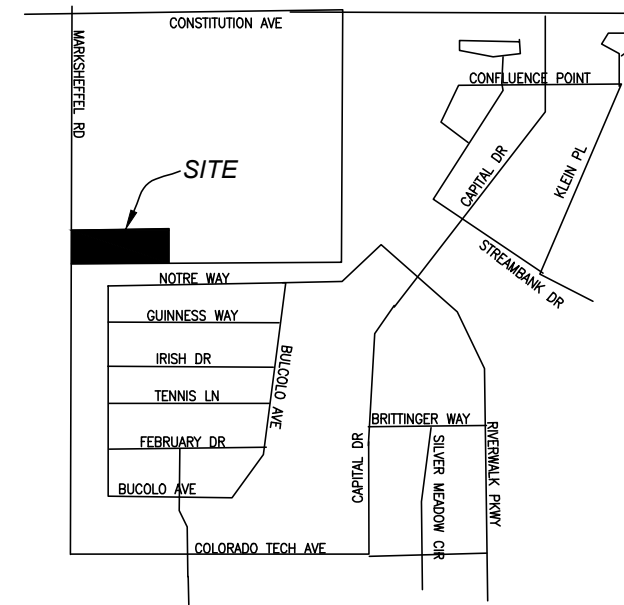 CONSTITUTION AVE
MARKSHEFFEL RD
CONFLUENCE POINT
CAPITAL DR
KLEIN PL
SITE
STREAMBANK DR
NOTRE WAY
GUINNESS WAY
IRISH DR
BULCOLO AVE
TENNIS LN
BRITTINGER WAY
FEBRUARY DR
CAPITAL DR
SILVER MEADOW CIR
RIVERWALK PKWY
BUCOLO AVE
COLORADO TECH AVE